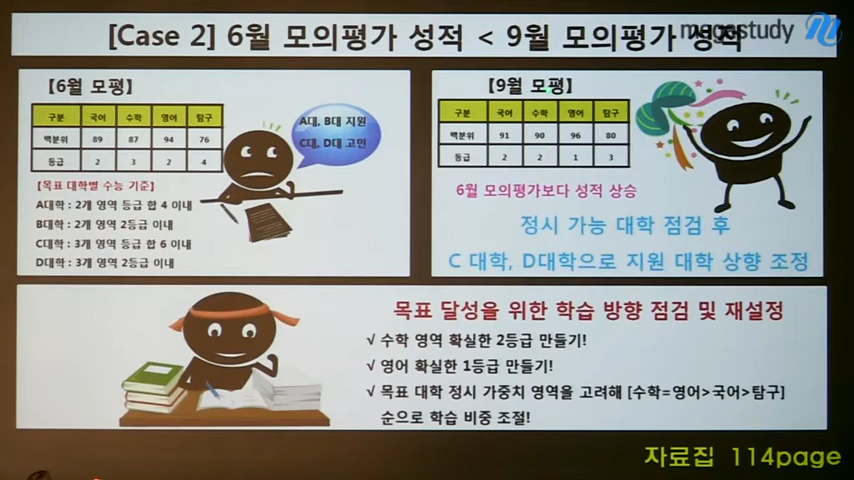 [Case 2] 6월 모의평가 성적 < 9월 모의평가 성적
megastudy
【6월 모평】
구분 국어 수학 영어 탐구
백분위 89 87 94 76
등급 2 3 2 4
A대, B대 지원
C대, D대 고민
[목표 대학별 수능 기준]
A대학 : 2개 영역 등급 합 4 이내
B대학 : 2개 영역 2등급 이내
C대학 : 3개 영역 등급 합 6 이내
D대학 : 3개 영역 2등급 이내
【9월 모평】
구분 국어 수학 영어 탐구
백분위 91 90 96 80
등급 2 2 1 3
6월 모의평가보다 성적 상승
정시 가능 대학 점검 후
C 대학, D대학으로 지원 대학 상향 조정
목표 달성을 위한 학습 방향 점검 및 재설정
√ 수학 영역 확실한 2등급 만들기!
√ 영어 확실한 1등급 만들기!
√ 목표 대학 정시 가중치 영역을 고려해 [수학=영어>국어>탐구]
순으로 학습 비중 조절!
자료집 114page